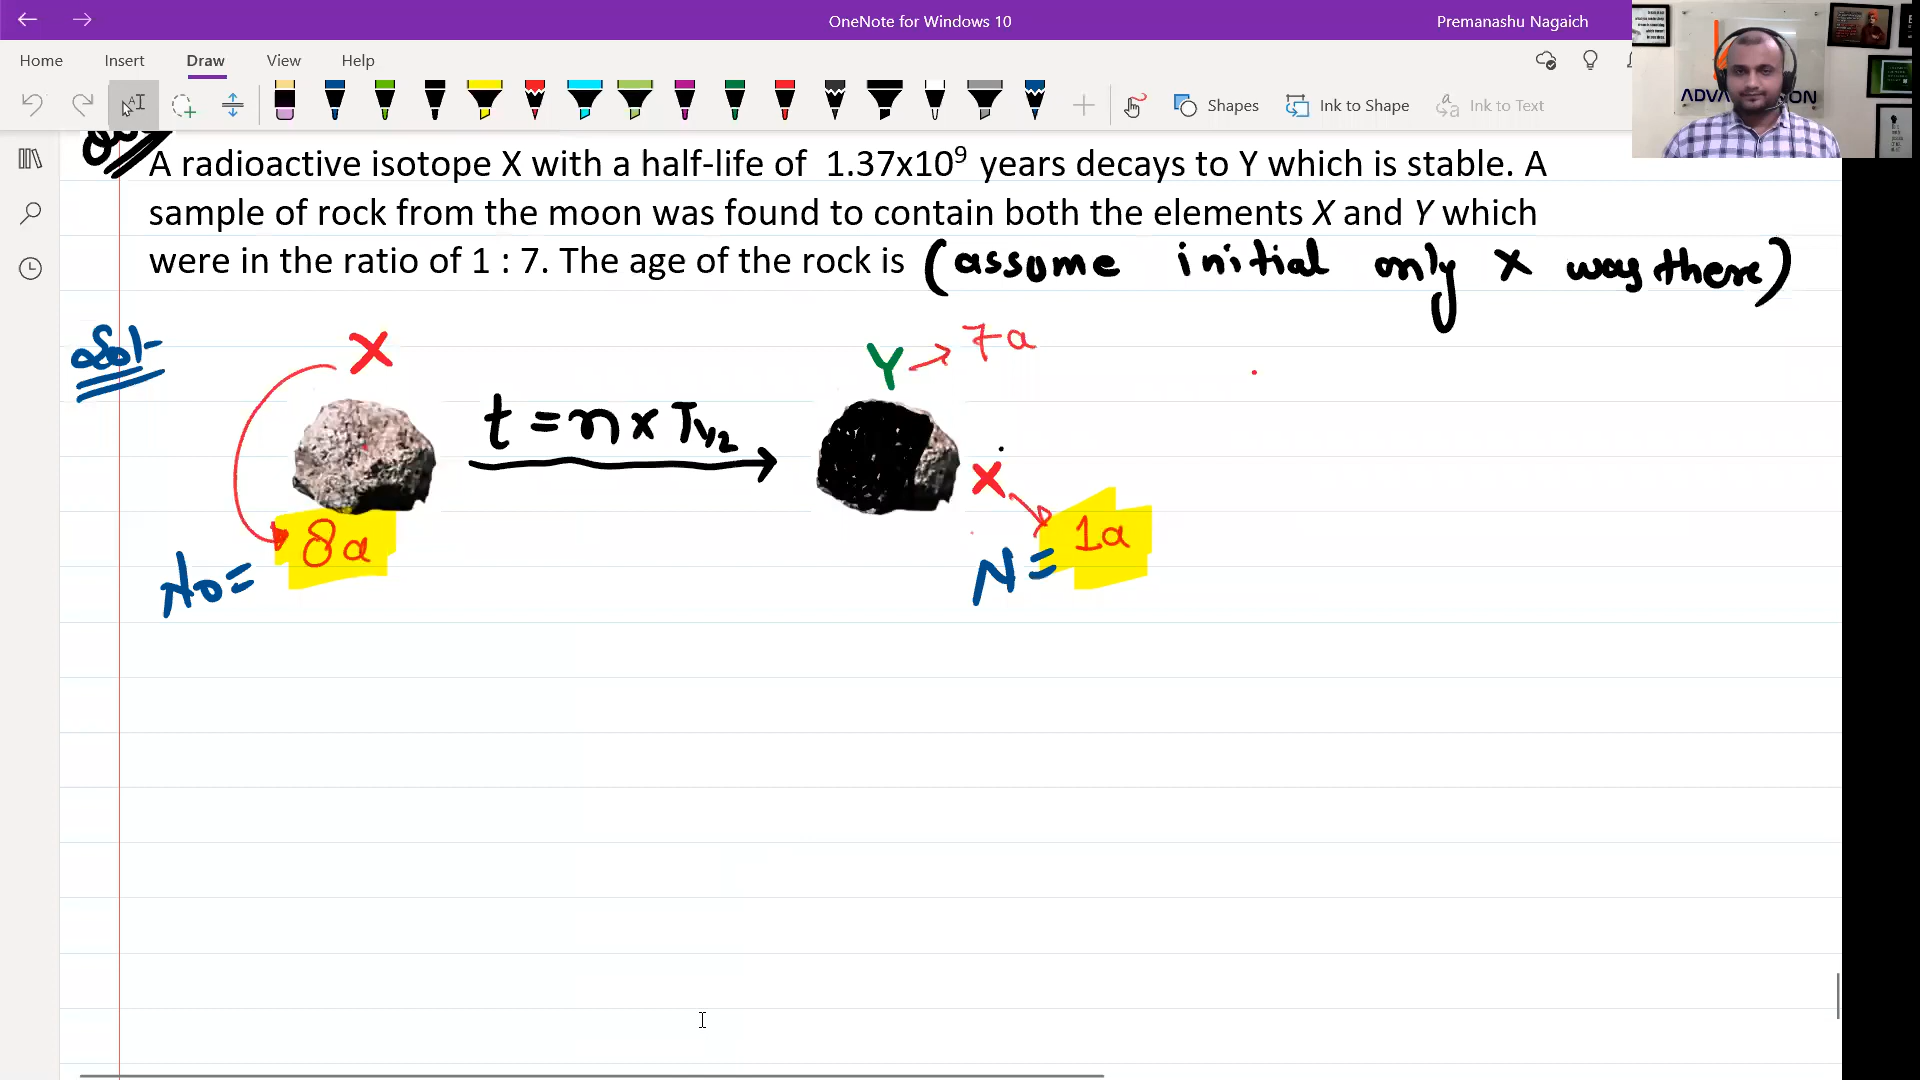 OneNote for Windows 10
Premanashu Nagaich
Home Insert Draw View Help
Shapes Ink to Shape Ink to Text
A radioactive isotope X with a half-life of 1.37x10⁹ years decays to Y which is stable. A
sample of rock from the moon was found to contain both the elements X and Y which
were in the ratio of 1 : 7. The age of the rock is (assume initial only X was there)
Sol-
X
Y → 7a
t = n x T1/2
X
8a
1a
N0 =
N =